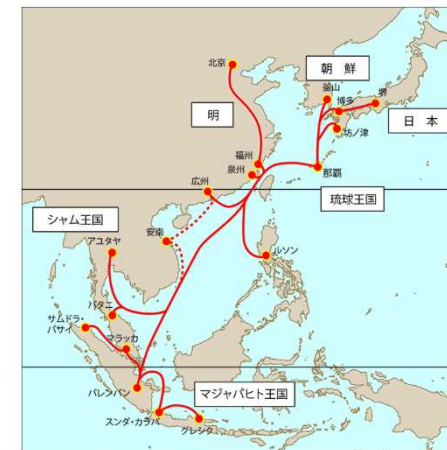 北京
朝 鮮
釜山
博多
堺
明
日 本
坊ノ津
福州
泉州
那覇
広州
琉球王国
シャム王国
アユタヤ
安南
ルソン
パタニ
サムドラ・
パサイ
マラッカ
パレンバン
マジャパヒト王国
スンダ・カラパ
グレシク